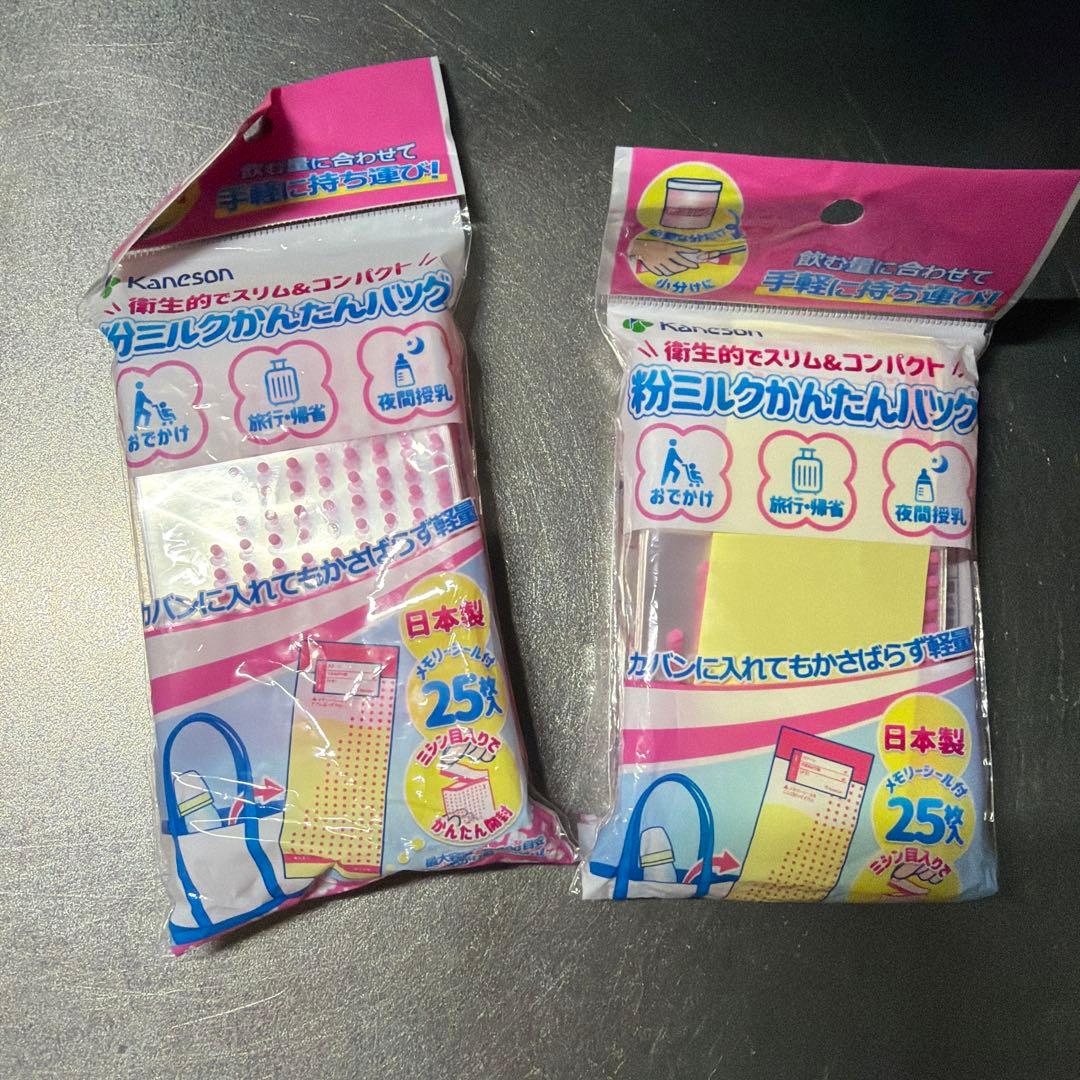 飲む量に合わせて
手軽に持ち運び!
Kaneson
衛生的でスリム&コンパクト
粉ミルクかんたんバッグ
おでかけ
旅行・帰省
夜間授乳
カバンに入れてもかさばらず軽量
日本製
メモリーシール付
25枚入
ミシン目入りで
かんたん開封
小分けに
飲む量に合わせて
手軽に持ち運び!
Kaneson
衛生的でスリム&コンパクト
粉ミルクかんたんバッグ
おでかけ
旅行・帰省
夜間授乳
カバンに入れてもかさばらず軽量
日本製
メモリーシール付
25枚入
ミシン目入りで